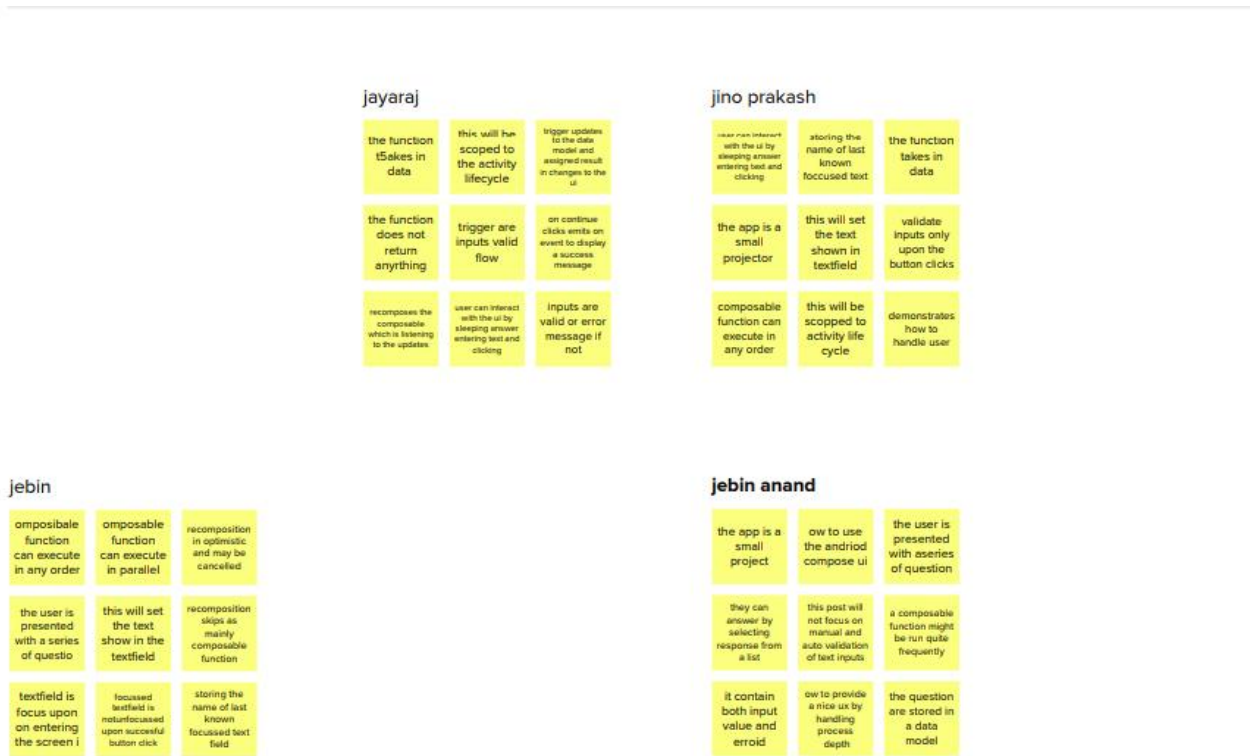 jayaraj
the function
t5akes in
data
this will be
scoped to
the activity
lifecycle
trigger updates
to the data
model and
assigned result
in changes to the
ui
the function
does not
return
anyrthing
trigger are
inputs valid
flow
on continue
clicks emits on
event to display
a success
message
recomposes the
composable
which is listening
to the updates
user can interact
with the ui by
sleeping answer
entering text and
clicking
inputs are
valid or error
message if
not
jino prakash
user can interact
with the ui by
sleeping answer
entering text and
clicking
storing the
name of last
known
foccused text
the function
takes in
data
the app is a
small
projector
this will set
the text
shown in
textfield
validate
inputs only
upon the
button clicks
composable
function can
execute in
any order
this will be
scopped to
activity life
cycle
demonstrates
how to
handle user
jebin
omposibale
function
can execute
in any order
omposable
function
can execute
in parallel
recomposition
in optimistic
and may be
cancelled
the user is
presented
with a series
of questio
this will set
the text
show in the
textfield
recomposition
skips as
mainly
composable
function
textfield is
focus upon
on entering
the screen i
focussed
textfield is
notunfocussed
upon succesful
button click
storing the
name of last
known
focussed text
field
jebin anand
the app is a
small
project
ow to use
the andriod
compose ui
the user is
presented
with aseries
of question
they can
answer by
selecting
response from
a list
this post will
not focus on
manual and
auto validation
of text inputs
a composable
function might
be run quite
frequently
it contain
both input
value and
erroid
ow to provide
a nice ux by
handling
process
depth
the question
are stored in
a data
model